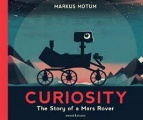 MARKUS MOTUM
CURIOSITY
The Story of a Mars Rover